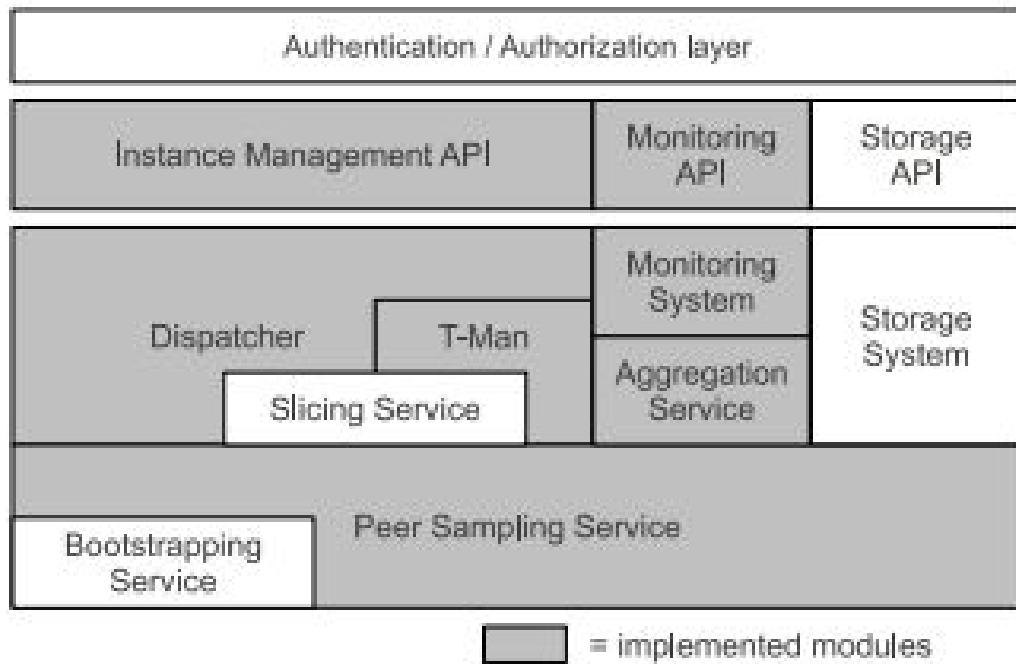 Authentication / Authorization layer
Instance Management API
Monitoring
API
Storage
API
Dispatcher
T-Man
Slicing Service
Monitoring
System
Aggregation
Service
Storage
System
Peer Sampling Service
Bootstrapping
Service
= implemented modules